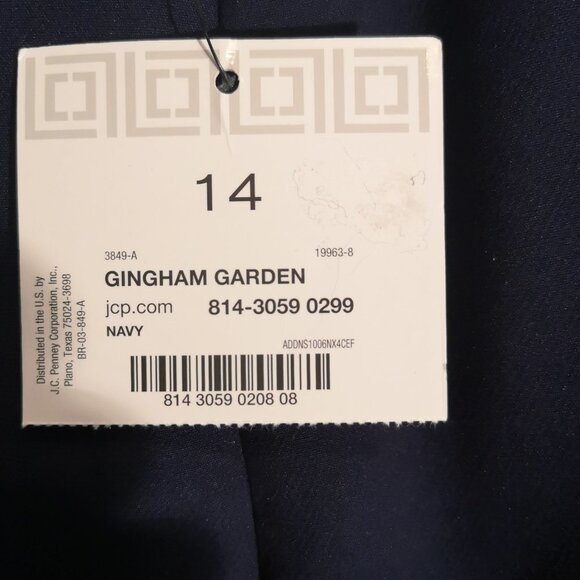 14
3849-A 19963-8
GINGHAM GARDEN
jcp.com 814-3059 0299
NAVY
ADDNS1006NX4CEF
814 3059 0208 08
Distributed in the U.S. by
J.C. Penney Corporation, Inc.,
Plano, Texas 75024-3698
BR-03-849-A